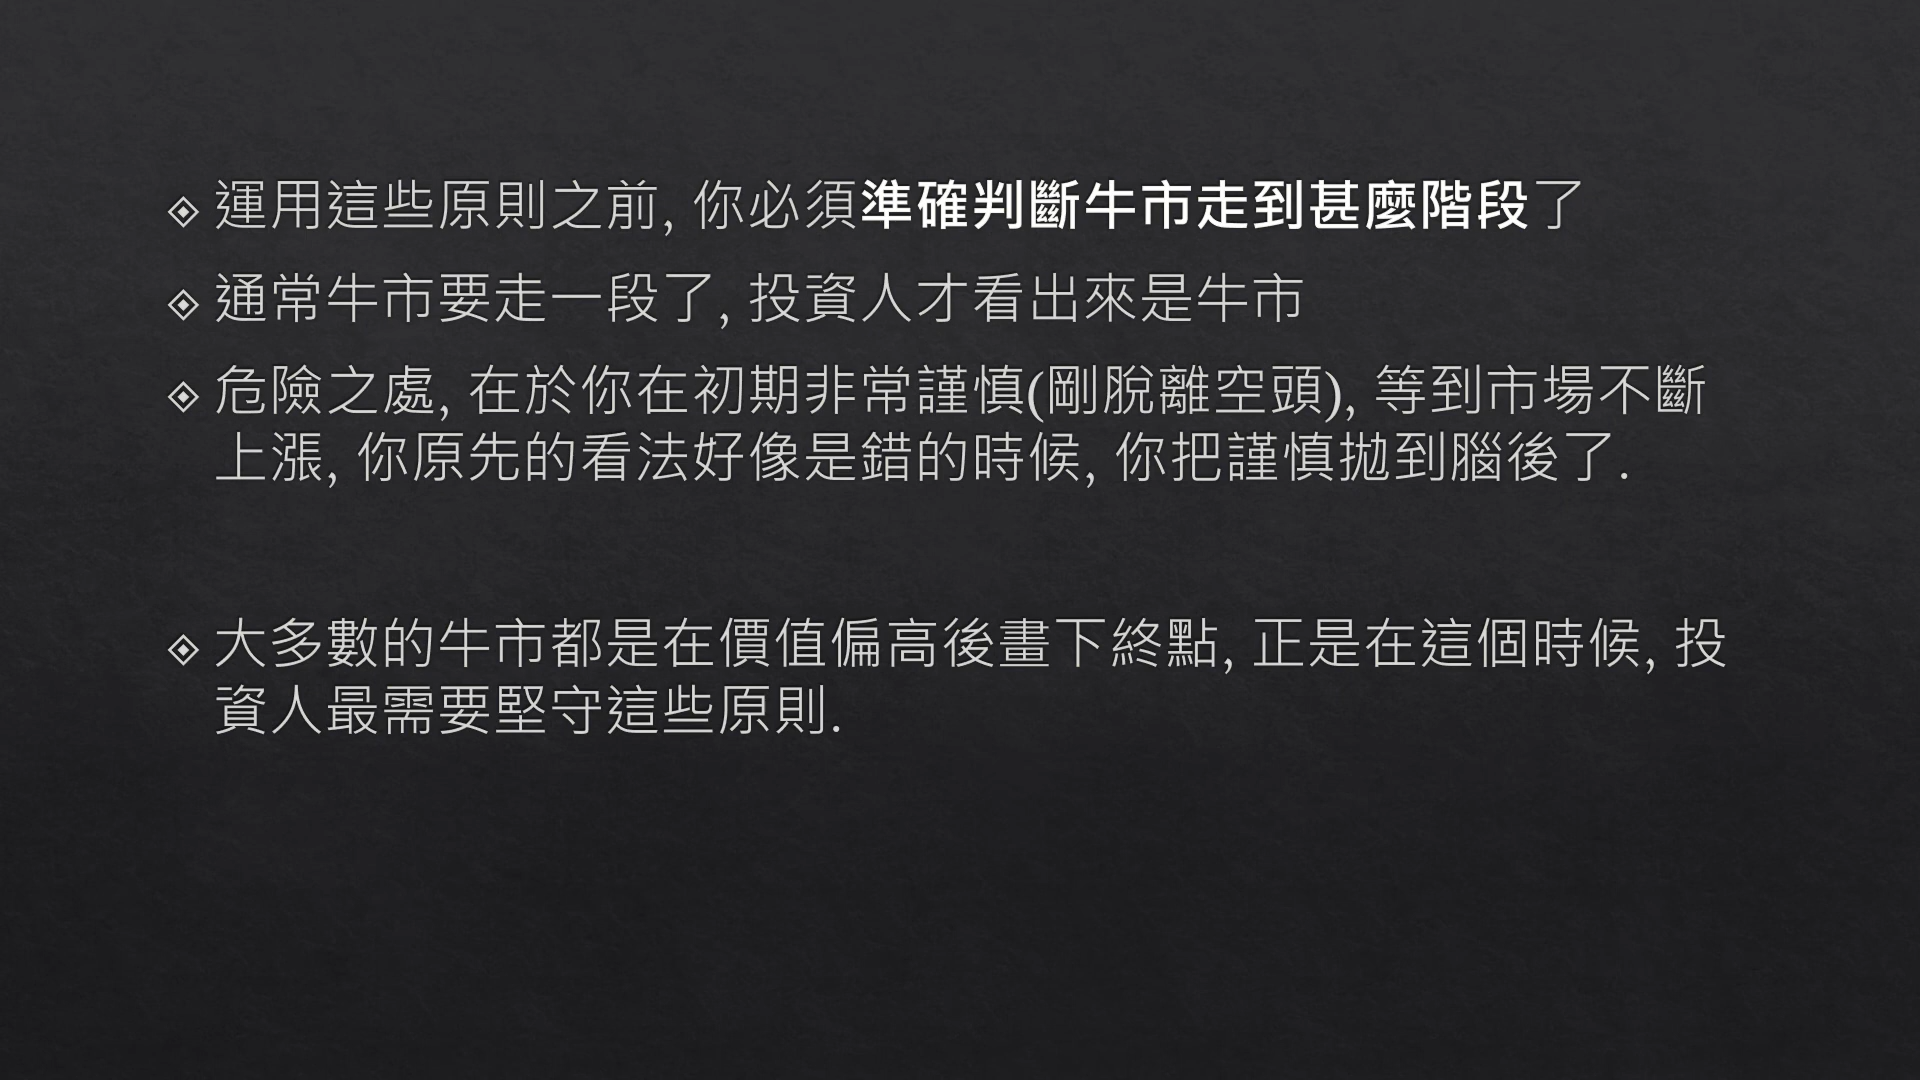 運用這些原則之前, 你必須準確判斷牛市走到甚麼階段了
通常牛市要走一段了, 投資人才看出來是牛市
危險之處, 在於你在初期非常謹慎(剛脫離空頭), 等到市場不斷
上漲, 你原先的看法好像是錯的時候, 你把謹慎拋到腦後了.
大多數的牛市都是在價值偏高後畫下終點, 正是在這個時候, 投
資人最需要堅守這些原則.